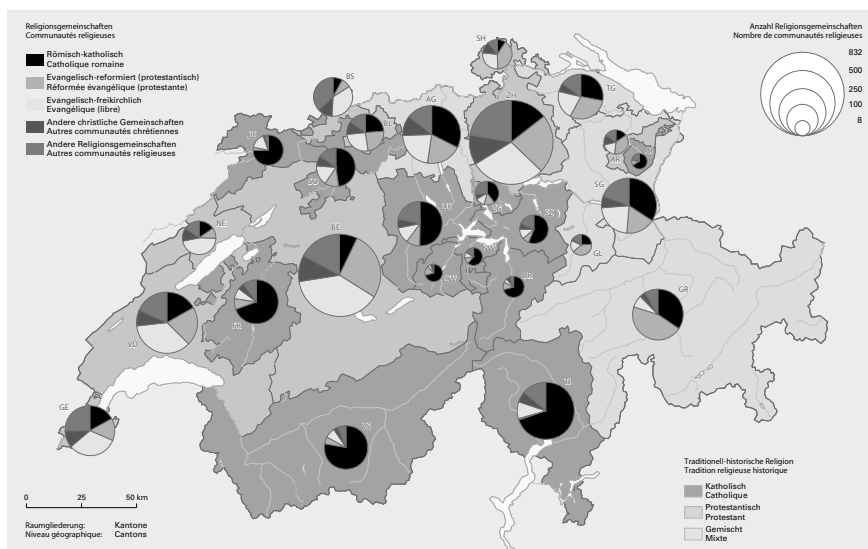 Religionsgemeinschaften
Communautés religieuses
Römisch-katholisch
Catholique romaine
Evangelisch-reformiert (protestantisch)
Réformée évangélique (protestante)
Evangelisch-freikirchlich
Evangélique (libre)
Andere christliche Gemeinschaften
Autres communautés chrétiennes
Andere Religionsgemeinschaften
Autres communautés religieuses
Anzahl Religionsgemeinschaften
Nombre de communautés religieuses
832
500
250
100
8
SH
BS
TG
ZH
AG
BL
JU
AR
AI
SO
SG
LU
ZG
SZ
NE
BE
GL
NW
OW
UR
GR
FR
VD
TI
GE
VS
0 25 50 km
Raumgliederung: Kantone
Niveau géographique: Cantons
Traditionell-historische Religion
Tradition religieuse historique
Katholisch
Catholique
Protestantisch
Protestant
Gemischt
Mixte